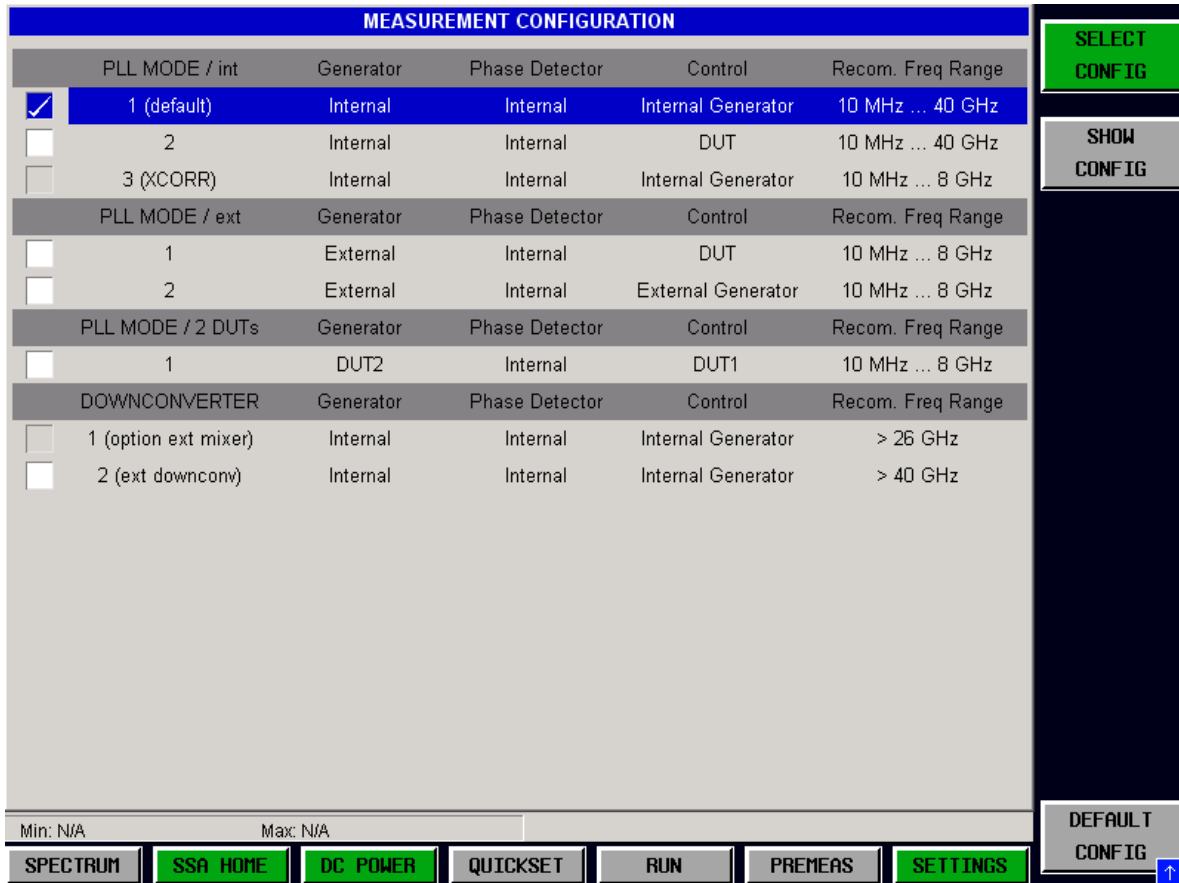 MEASUREMENT CONFIGURATION
PLL MODE / int Generator Phase Detector Control Recom. Freq Range
1 (default) Internal Internal Internal Generator 10 MHz ... 40 GHz
2 Internal Internal DUT 10 MHz ... 40 GHz
3 (XCORR) Internal Internal Internal Generator 10 MHz ... 8 GHz
PLL MODE / ext Generator Phase Detector Control Recom. Freq Range
1 External Internal DUT 10 MHz ... 8 GHz
2 External Internal External Generator 10 MHz ... 8 GHz
PLL MODE / 2 DUTs Generator Phase Detector Control Recom. Freq Range
1 DUT2 Internal DUT1 10 MHz ... 8 GHz
DOWNCONVERTER Generator Phase Detector Control Recom. Freq Range
1 (option ext mixer) Internal Internal Internal Generator > 26 GHz
2 (ext downconv) Internal Internal Internal Generator > 40 GHz
Min: N/A Max: N/A
SELECT
CONFIG
SHOW
CONFIG
DEFAULT
CONFIG
SPECTRUM SSA HOME DC POWER QUICKSET RUN PREMEAS SETTINGS